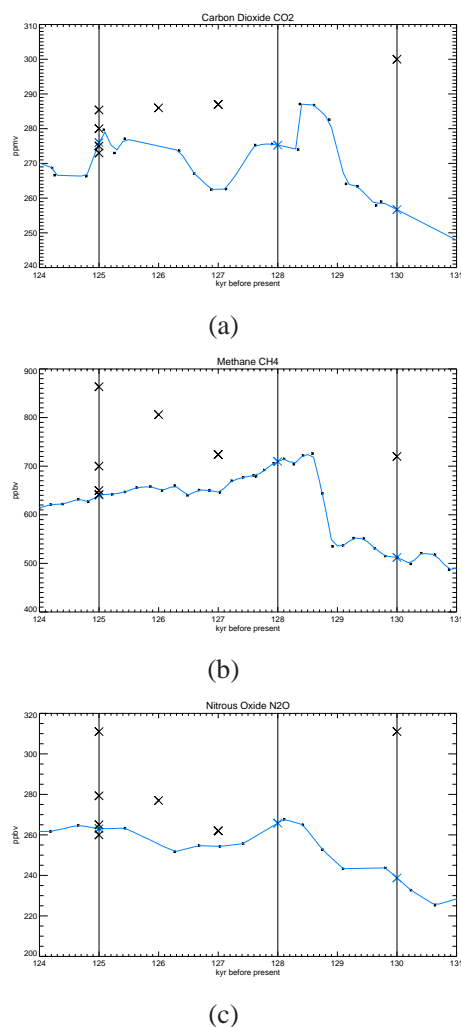 Carbon Dioxide CO2
310
300
290
280
270
260
250
240
ppmv
124 125 126 127 128 129 130 131
kyr before present
(a)
Methane CH4
900
800
700
600
500
400
ppbv
124 125 126 127 128 129 130 131
kyr before present
(b)
Nitrous Oxide N2O
320
300
280
260
240
220
200
ppbv
124 125 126 127 128 129 130 131
kyr before present
(c)